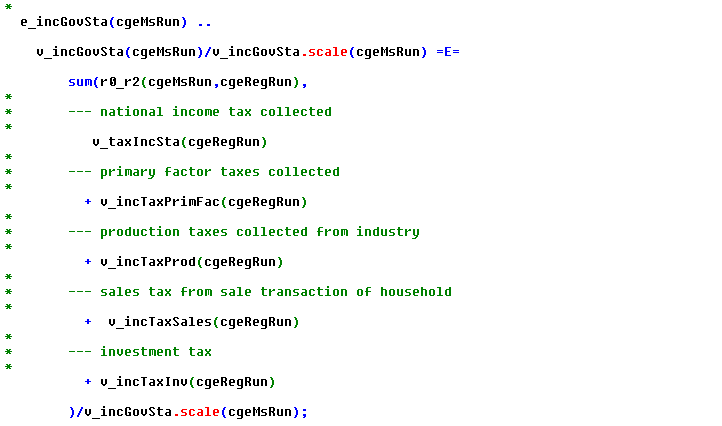 *
e_incGovSta(cgeMsRun) ..
v_incGovSta(cgeMsRun)/v_incGovSta.scale(cgeMsRun) =E=
sum(r0_r2(cgeMsRun,cgeRegRun),
*
* --- national income tax collected
*
v_taxIncSta(cgeRegRun)
*
* --- primary factor taxes collected
*
+ v_incTaxPrimFac(cgeRegRun)
*
* --- production taxes collected from industry
*
+ v_incTaxProd(cgeRegRun)
*
* --- sales tax from sale transaction of household
*
+ v_incTaxSales(cgeRegRun)
*
* --- investment tax
*
+ v_incTaxInv(cgeRegRun)
)/v_incGovSta.scale(cgeMsRun);